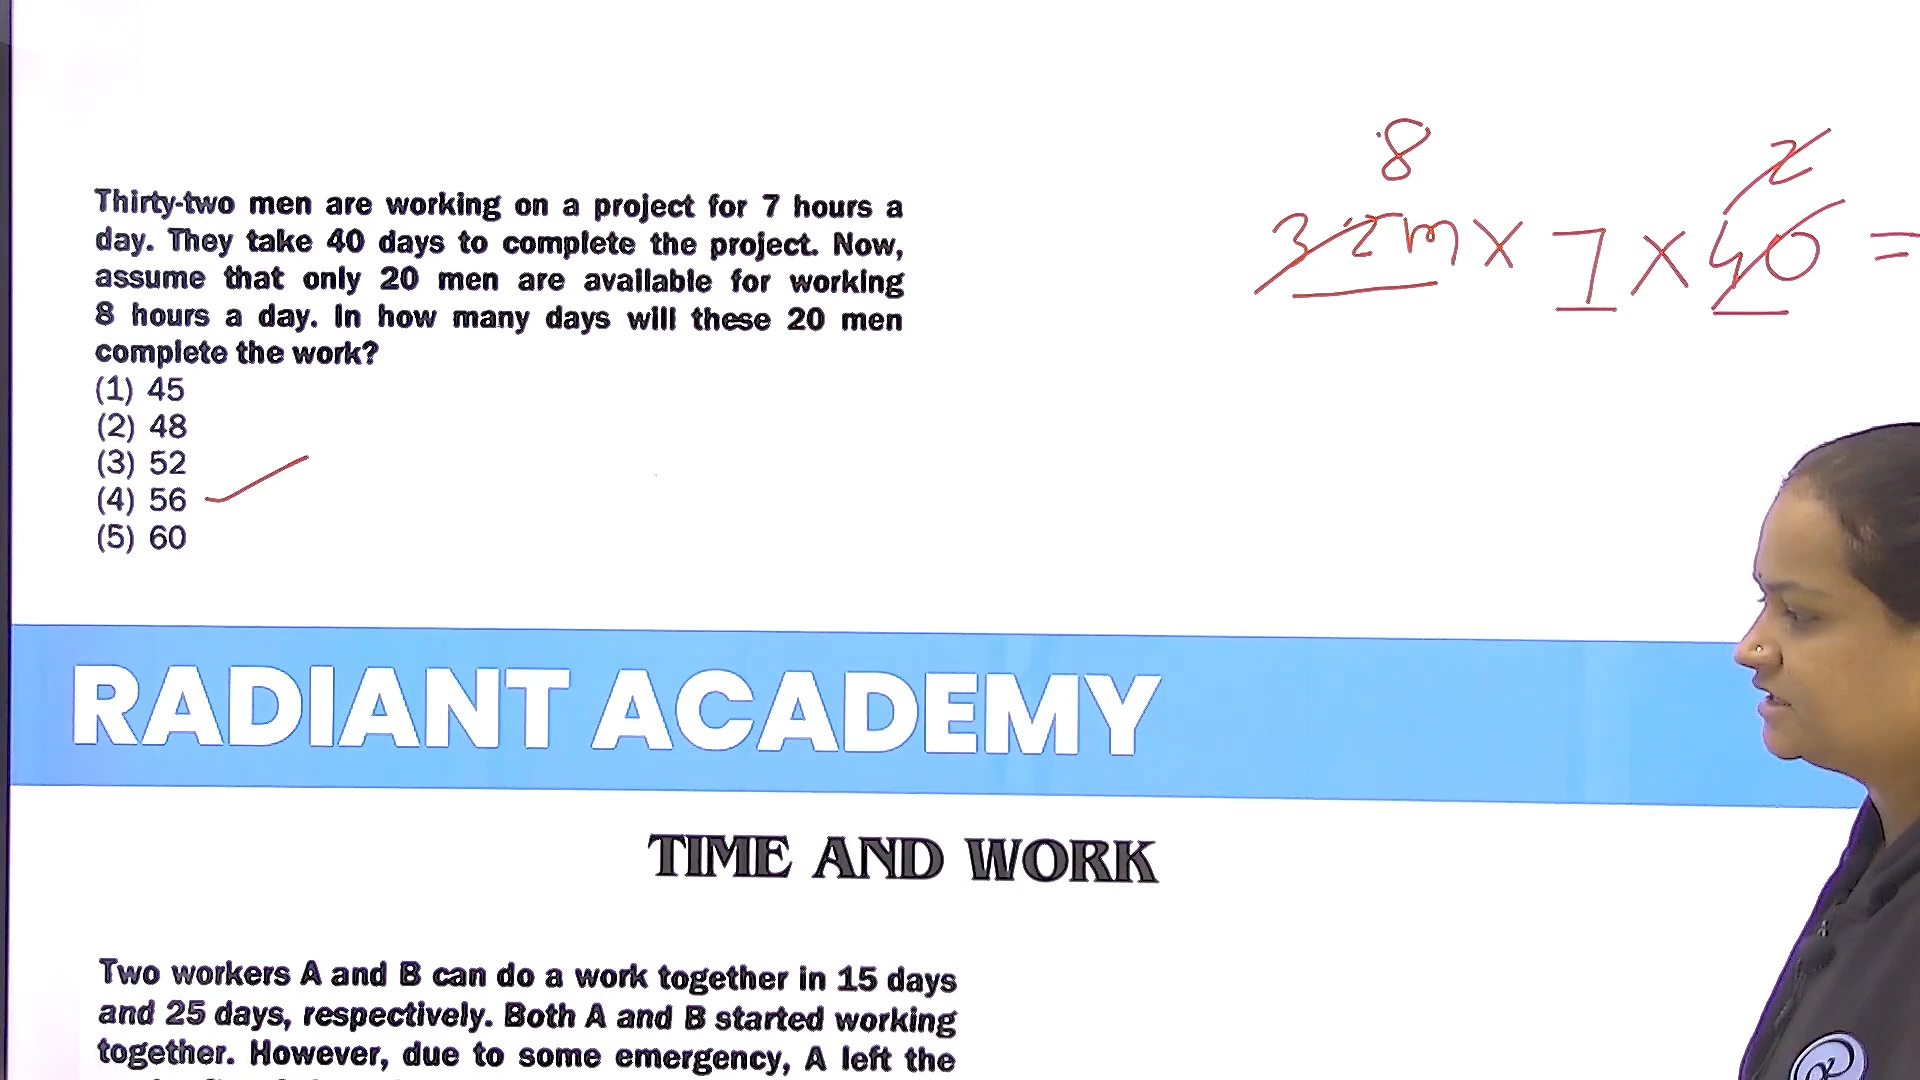 8 2
32m x 7 x 40 =
Thirty-two men are working on a project for 7 hours a
day. They take 40 days to complete the project. Now,
assume that only 20 men are available for working
8 hours a day. In how many days will these 20 men
complete the work?
(1) 45
(2) 48
(3) 52
(4) 56
(5) 60
RADIANT ACADEMY
TIME AND WORK
Two workers A and B can do a work together in 15 days
and 25 days, respectively. Both A and B started working
together. However, due to some emergency, A left the